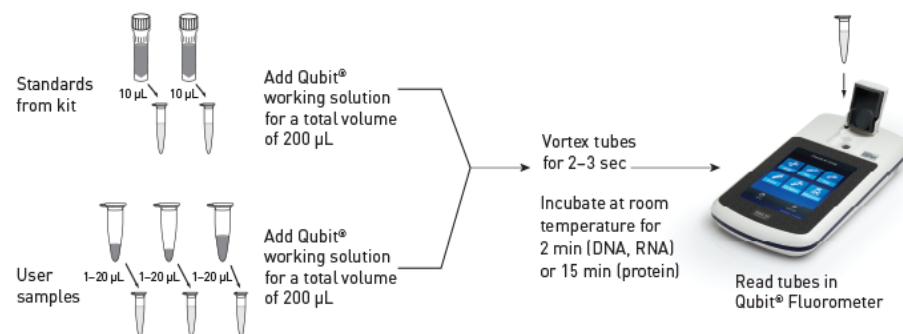 Standards
from kit
10 µL
10 µL
Add Qubit®
working solution
for a total volume
of 200 µL
User
samples
1–20 µL
1–20 µL
1–20 µL
Add Qubit®
working solution
for a total volume
of 200 µL
Vortex tubes
for 2–3 sec
Incubate at room
temperature for
2 min (DNA, RNA)
or 15 min (protein)
Read tubes in
Qubit® Fluorometer